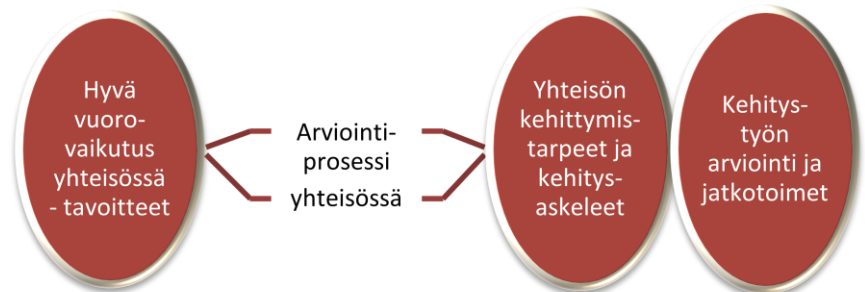 Hyvä
vuoro-
vaikutus
yhteisössä
- tavoitteet
Arviointi-
prosessi
yhteisössä
Yhteisön
kehittymis-
tarpeet ja
kehitys-
askeleet
Kehitys-
työn
arviointi ja
jatkotoimet